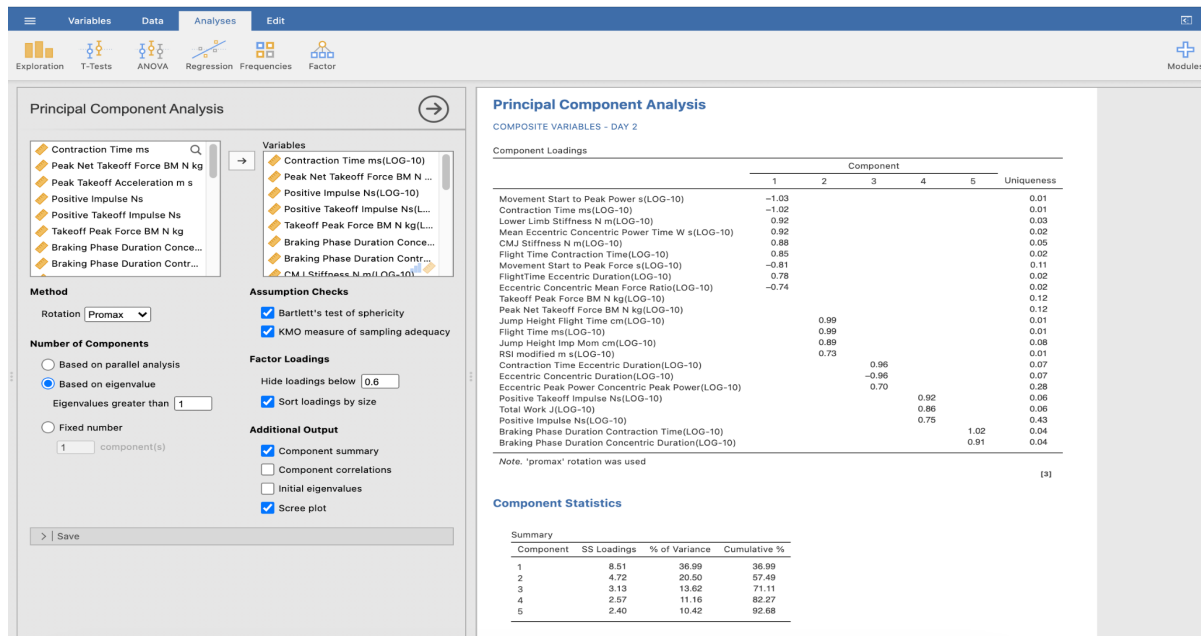 Variables Data Analyses Edit
Exploration T-Tests ANOVA Regression Frequencies Factor Modules
Principal Component Analysis
Contraction Time ms
Peak Net Takeoff Force BM N kg
Peak Takeoff Acceleration m s
Positive Impulse Ns
Positive Takeoff Impulse Ns
Takeoff Peak Force BM N kg
Braking Phase Duration Conce...
Braking Phase Duration Contr...
Variables
Contraction Time ms(LOG-10)
Peak Net Takeoff Force BM N ...
Positive Impulse Ns(LOG-10)
Positive Takeoff Impulse Ns(L...
Takeoff Peak Force BM N kg(L...
Braking Phase Duration Conce...
Braking Phase Duration Contr...
CMJ Stiffness N m(LOG-10)
Method
Rotation Promax
Number of Components
Based on parallel analysis
Based on eigenvalue
Eigenvalues greater than 1
Fixed number
1 component(s)
Assumption Checks
Bartlett's test of sphericity
KMO measure of sampling adequacy
Factor Loadings
Hide loadings below 0.6
Sort loadings by size
Additional Output
Component summary
Component correlations
Initial eigenvalues
Scree plot
> | Save
Principal Component Analysis
COMPOSITE VARIABLES - DAY 2
Component Loadings
Component
1 2 3 4 5 Uniqueness
Movement Start to Peak Power s(LOG-10) −1.03 0.01
Contraction Time ms(LOG-10) −1.02 0.01
Lower Limb Stiffness N m(LOG-10) 0.92 0.03
Mean Eccentric Concentric Power Time W s(LOG-10) 0.92 0.02
CMJ Stiffness N m(LOG-10) 0.88 0.05
Flight Time Contraction Time(LOG-10) 0.85 0.02
Movement Start to Peak Force s(LOG-10) −0.81 0.11
FlightTime Eccentric Duration(LOG-10) 0.78 0.02
Eccentric Concentric Mean Force Ratio(LOG-10) −0.74 0.02
Takeoff Peak Force BM N kg(LOG-10) 0.12
Peak Net Takeoff Force BM N kg(LOG-10) 0.12
Jump Height Flight Time cm(LOG-10) 0.99 0.01
Flight Time ms(LOG-10) 0.99 0.01
Jump Height Imp Mom cm(LOG-10) 0.89 0.08
RSI modified m s(LOG-10) 0.73 0.01
Contraction Time Eccentric Duration(LOG-10) 0.96 0.07
Eccentric Concentric Duration(LOG-10) −0.96 0.07
Eccentric Peak Power Concentric Peak Power(LOG-10) 0.70 0.28
Positive Takeoff Impulse Ns(LOG-10) 0.92 0.06
Total Work J(LOG-10) 0.86 0.06
Positive Impulse Ns(LOG-10) 0.75 0.43
Braking Phase Duration Contraction Time(LOG-10) 1.02 0.04
Braking Phase Duration Concentric Duration(LOG-10) 0.91 0.04
Note. 'promax' rotation was used
[3]
Component Statistics
Summary
Component SS Loadings % of Variance Cumulative %
1 8.51 36.99 36.99
2 4.72 20.50 57.49
3 3.13 13.62 71.11
4 2.57 11.16 82.27
5 2.40 10.42 92.68